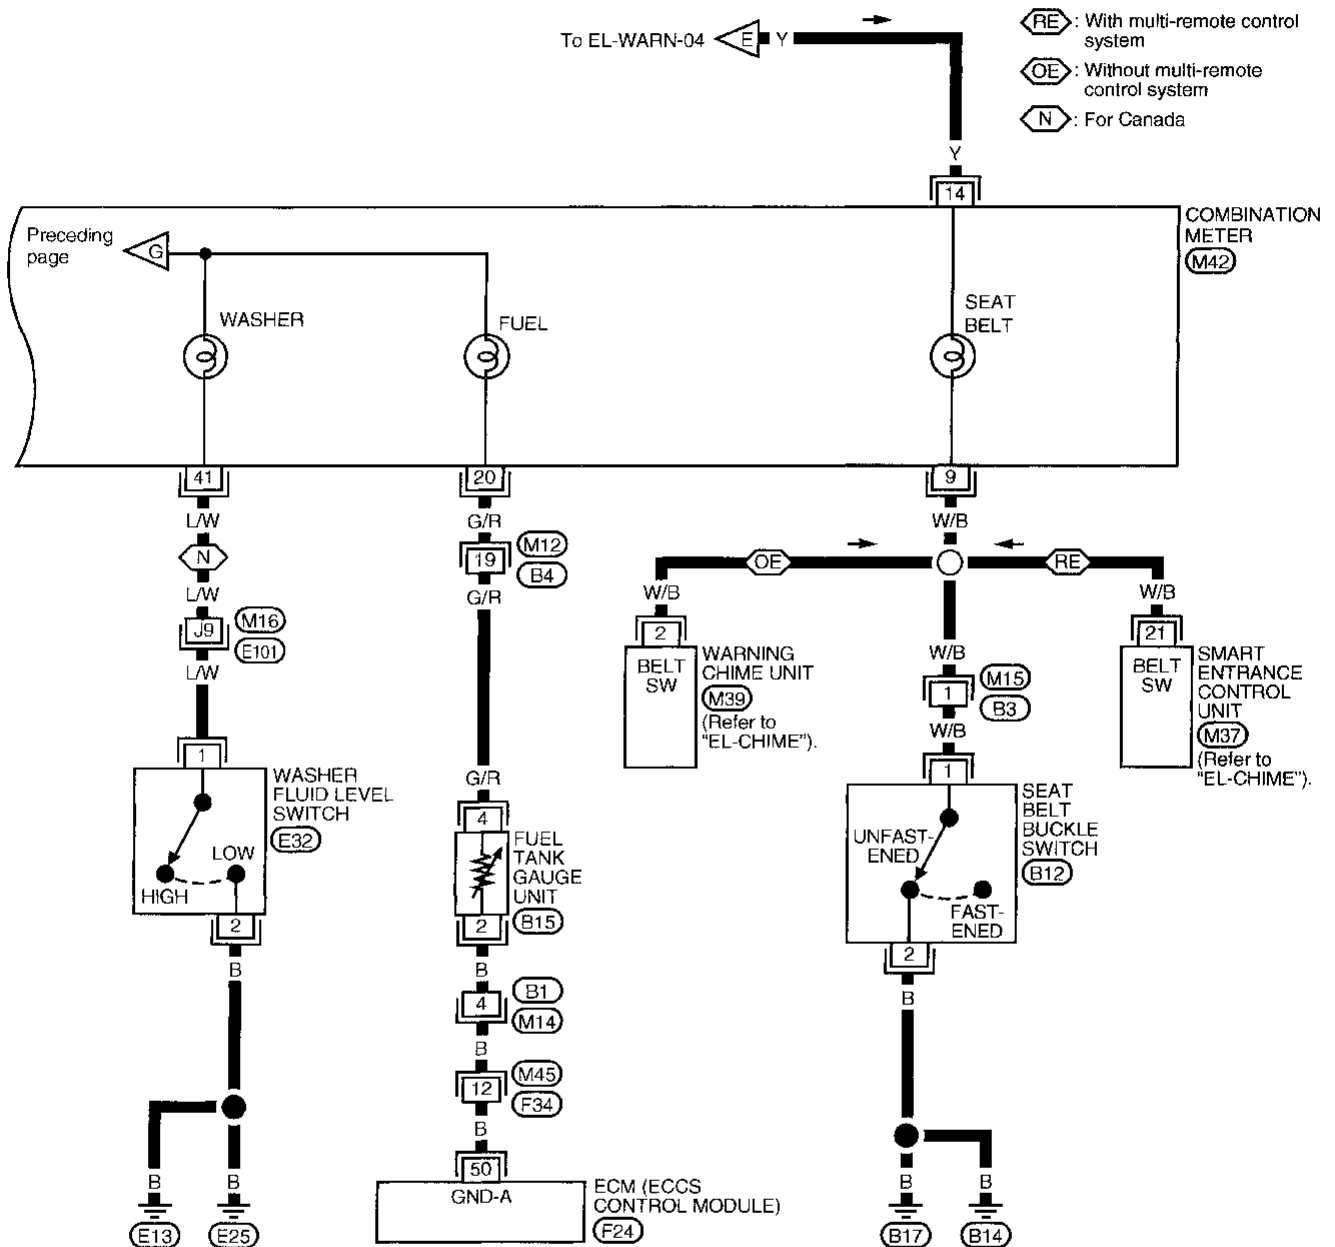 To EL-WARN-04
E
Y
RE : With multi-remote control
system
OE : Without multi-remote
control system
N : For Canada
Y
14
COMBINATION
METER
M42
Preceding
page
G
WASHER
FUEL
SEAT
BELT
41
20
9
L/W
G/R
W/B
N
19
M12
B4
OE
RE
L/W
G/R
W/B
W/B
J9
M16
E101
2
21
L/W
BELT
SW
WARNING
CHIME UNIT
M39
(Refer to
"EL-CHIME").
W/B
1
M15
B3
W/B
BELT
SW
SMART
ENTRANCE
CONTROL
UNIT
M37
(Refer to
"EL-CHIME").
1
WASHER
FLUID LEVEL
SWITCH
E32
LOW
HIGH
2
B
G/R
4
FUEL
TANK
GAUGE
UNIT
B15
2
B
4
B1
M14
B
12
M45
F34
B
50
GND-A
ECM (ECCS
CONTROL MODULE)
F24
1
SEAT
BELT
BUCKLE
SWITCH
B12
UNFAST-
ENED
FAST-
ENED
2
B
B
B
B
B
E13
E25
B17
B14